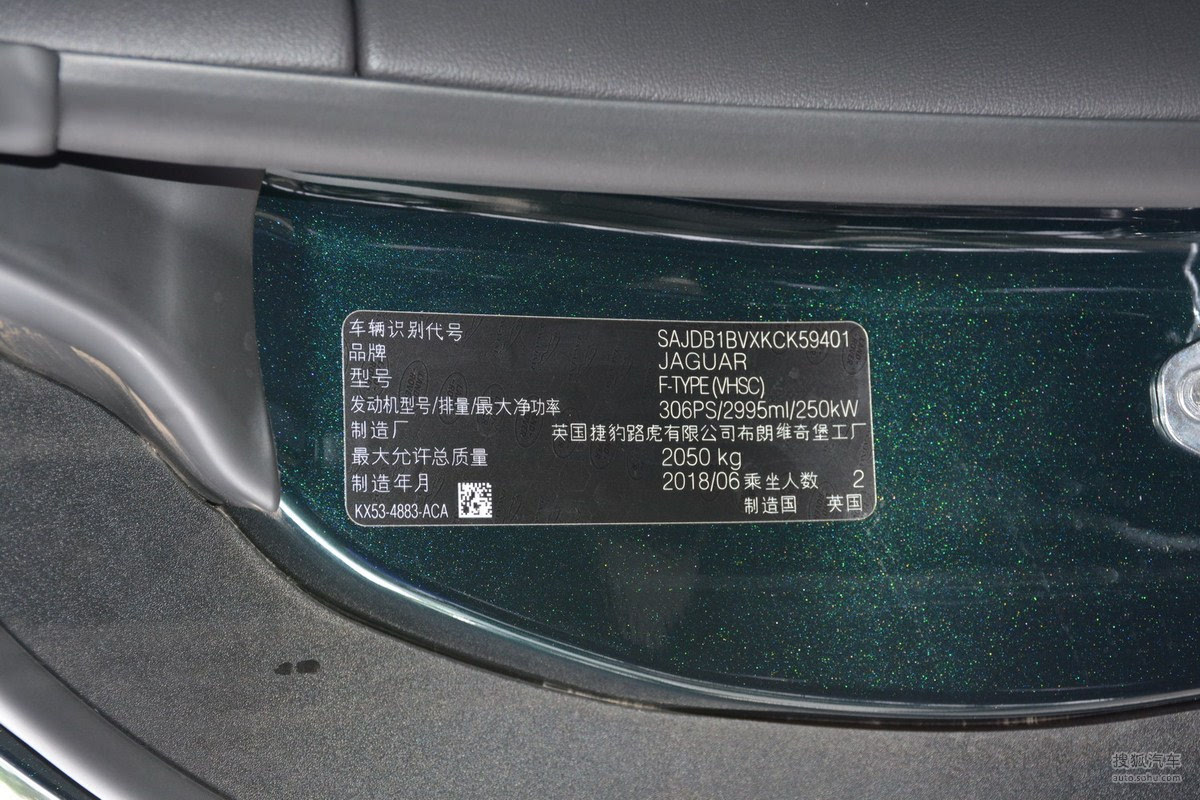 车辆识别代号 SAJDB1BVXKCK59401
品牌 JAGUAR
型号 F-TYPE (VHSC)
发动机型号/排量/最大净功率 306PS/2995ml/250kW
制造厂 英国捷豹路虎有限公司布朗维奇堡工厂
最大允许总质量 2050 kg
制造年月 2018/06 乘坐人数 2
KX53-4883-ACA 制造国 英国
搜狐汽车
auto.sohu.com